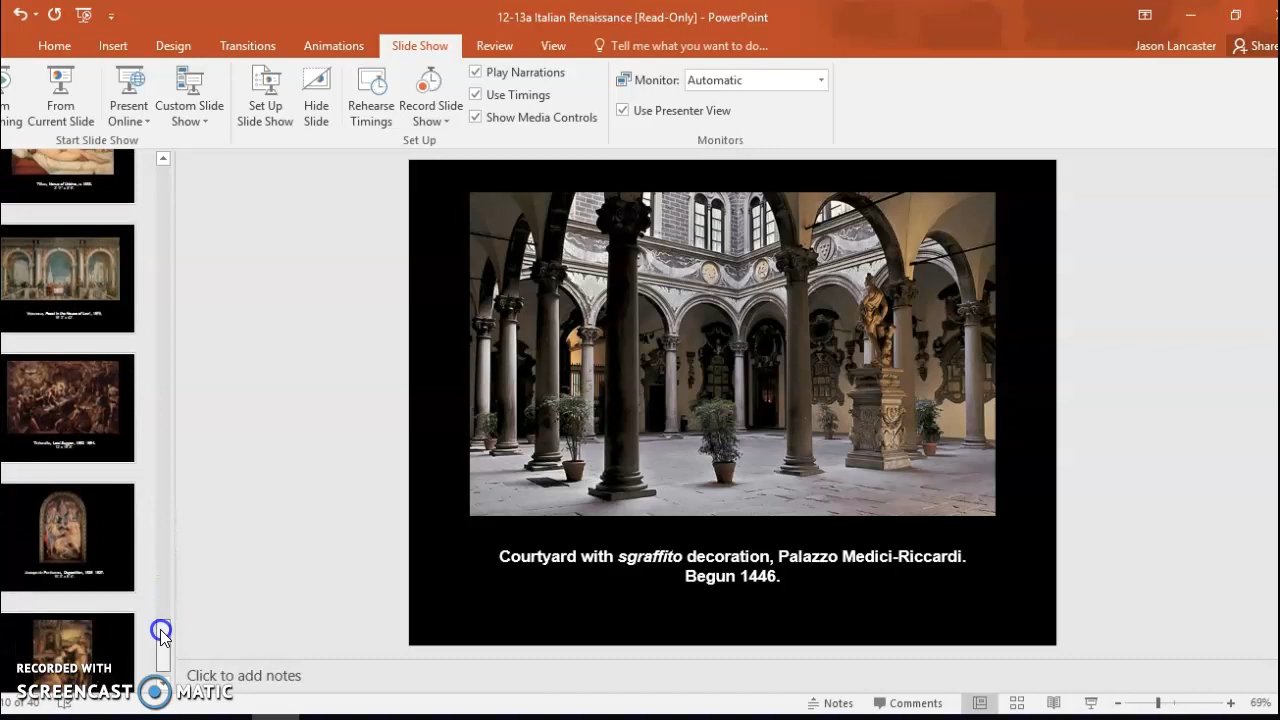 12-13a Italian Renaissance [Read-Only] - PowerPoint
Home Insert Design Transitions Animations Slide Show Review View Tell me what you want to do... Jason Lancaster Share
From Current Slide
Present Online
Custom Slide Show
Start Slide Show
Set Up Slide Show
Hide Slide
Rehearse Timings
Record Slide Show
Play Narrations
Use Timings
Show Media Controls
Set Up
Monitor: Automatic
Use Presenter View
Monitors
Courtyard with sgraffito decoration, Palazzo Medici-Riccardi.
Begun 1446.
Click to add notes
RECORDED WITH
SCREENCAST MATIC
of 40
Notes Comments 69%